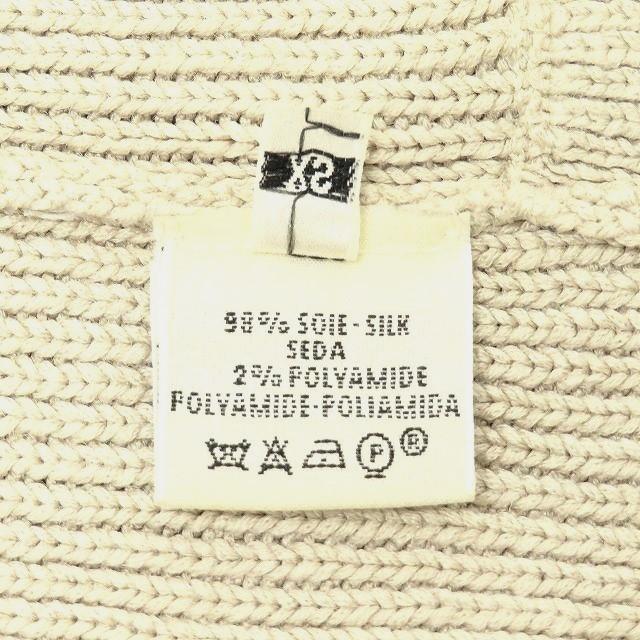 98% SOIE-SILK
SEDA
2% POLYAMIDE
POLYAMIDE-POLIAMIDA
P ®